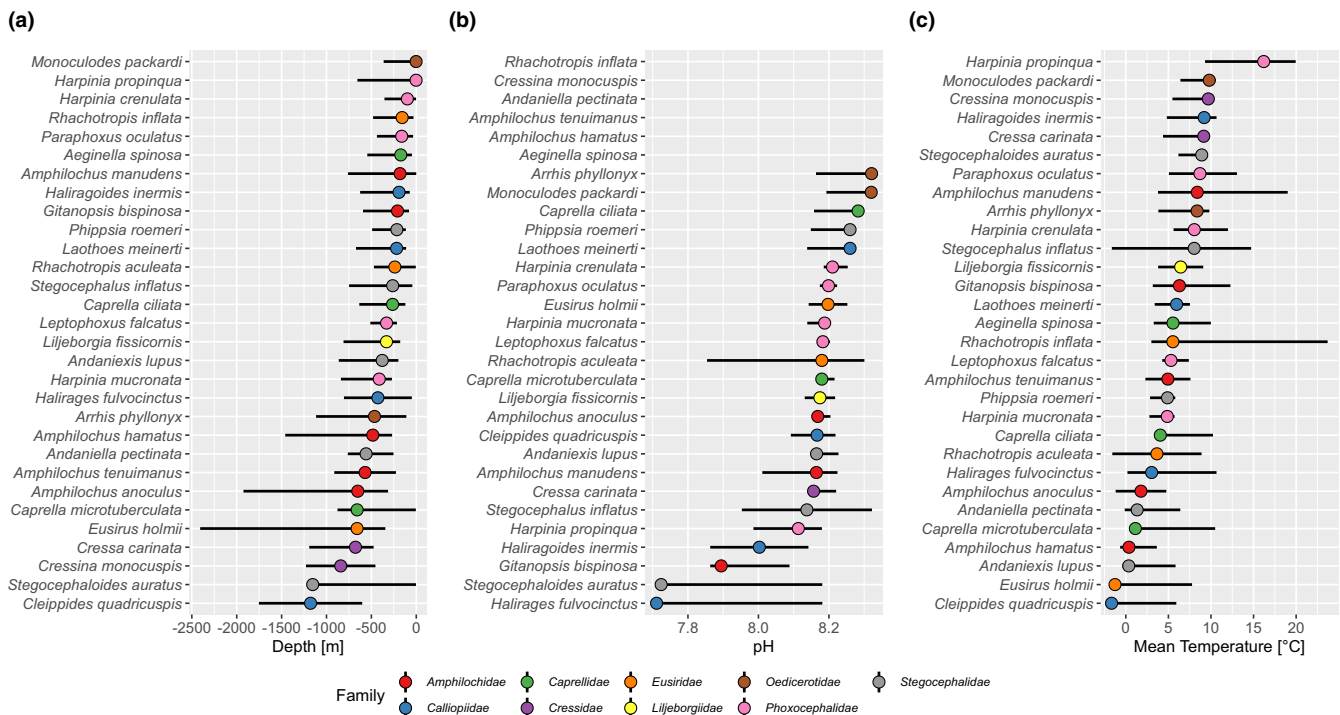 (a)
Monoculodes packardi
Harpinia propinqua
Harpinia crenulata
Rhachotropis inflata
Paraphoxus oculatus
Aeginella spinosa
Amphilochus manudens
Haliragoides inermis
Gitanopsis bispinosa
Phippsia roemeri
Laothoes meinerti
Rhachotropis aculeata
Stegocephalus inflatus
Caprella ciliata
Leptophoxus falcatus
Liljeborgia fissicornis
Andaniexis lupus
Harpinia mucronata
Halirages fulvocinctus
Arrhis phyllonyx
Amphilochus hamatus
Andaniella pectinata
Amphilochus tenuimanus
Amphilochus anoculus
Caprella microtuberculata
Eusirus holmii
Cressa carinata
Cressina monocuspis
Stegocephaloides auratus
Cleippides quadricuspis
-2500 -2000 -1500 -1000 -500 0
Depth [m]
(b)
Rhachotropis inflata
Cressina monocuspis
Andaniella pectinata
Amphilochus tenuimanus
Amphilochus hamatus
Aeginella spinosa
Arrhis phyllonyx
Monoculodes packardi
Caprella ciliata
Phippsia roemeri
Laothoes meinerti
Harpinia crenulata
Paraphoxus oculatus
Eusirus holmii
Harpinia mucronata
Leptophoxus falcatus
Rhachotropis aculeata
Caprella microtuberculata
Liljeborgia fissicornis
Amphilochus anoculus
Cleippides quadricuspis
Andaniexis lupus
Amphilochus manudens
Cressa carinata
Stegocephalus inflatus
Harpinia propinqua
Haliragoides inermis
Gitanopsis bispinosa
Stegocephaloides auratus
Halirages fulvocinctus
7.8 8.0 8.2
pH
(c)
Harpinia propinqua
Monoculodes packardi
Cressina monocuspis
Haliragoides inermis
Cressa carinata
Stegocephaloides auratus
Paraphoxus oculatus
Amphilochus manudens
Arrhis phyllonyx
Harpinia crenulata
Stegocephalus inflatus
Liljeborgia fissicornis
Gitanopsis bispinosa
Laothoes meinerti
Aeginella spinosa
Rhachotropis inflata
Leptophoxus falcatus
Amphilochus tenuimanus
Phippsia roemeri
Harpinia mucronata
Caprella ciliata
Rhachotropis aculeata
Halirages fulvocinctus
Amphilochus anoculus
Andaniella pectinata
Caprella microtuberculata
Amphilochus hamatus
Andaniexis lupus
Eusirus holmii
Cleippides quadricuspis
0 5 10 15 20
Mean Temperature [°C]
Family
Amphilochidae Caprellidae Eusiridae Oedicerotidae Stegocephalidae
Calliopiidae Cressidae Liljeborgiidae Phoxocephalidae